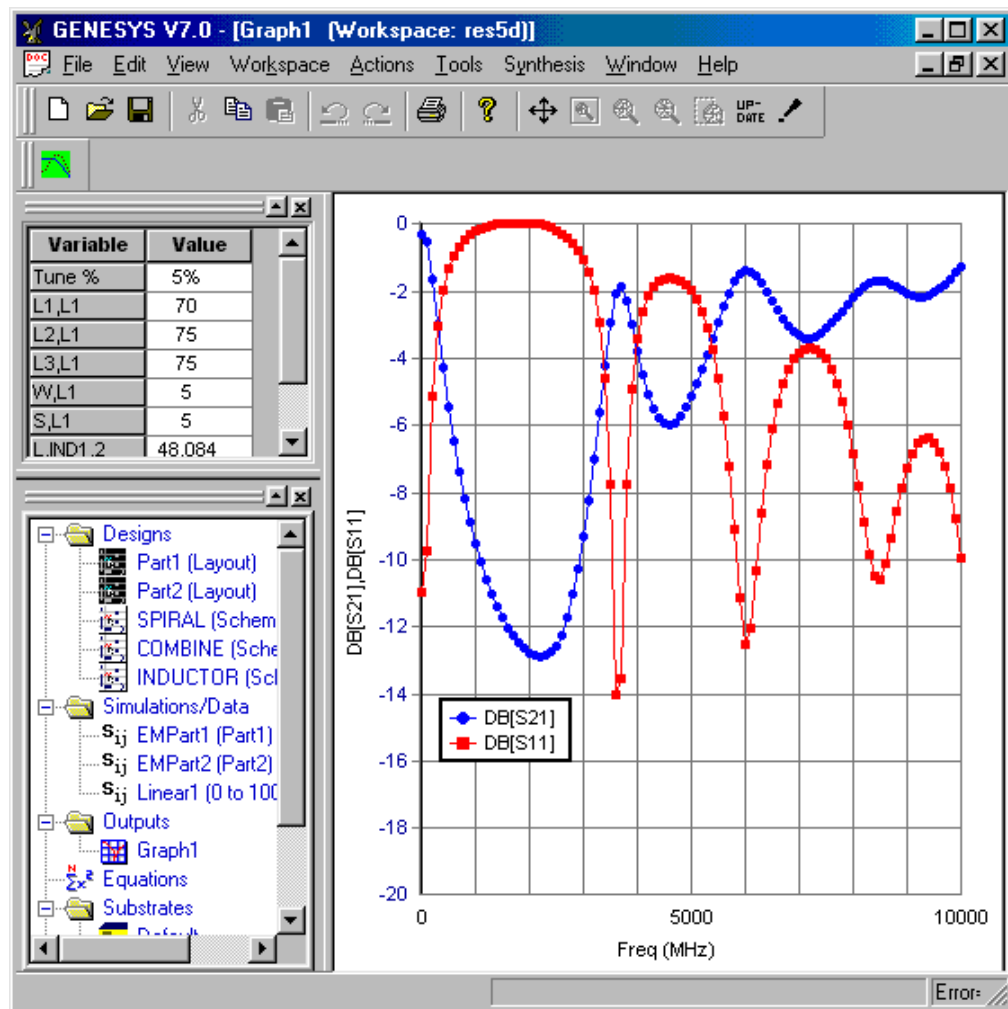 GENESYS V7.0 - [Graph1 (Workspace: res5d)]
DOC File Edit View Workspace Actions Tools Synthesis Window Help
UP-
DATE
Variable Value
Tune % 5%
L1,L1 70
L2,L1 75
L3,L1 75
W,L1 5
S,L1 5
L.IND1.2 48.084
Designs
Part1 (Layout)
Part2 (Layout)
SPIRAL (Schem
COMBINE (Sche
INDUCTOR (Scl
Simulations/Data
Sij EMPart1 (Part1)
Sij EMPart2 (Part2)
Sij Linear1 (0 to 100
Outputs
Graph1
N
Σx² Equations
Substrates
Default
DB[S21],DB[S11]
0
-2
-4
-6
-8
-10
-12
-14
-16
-18
-20
DB[S21]
DB[S11]
0 5000 10000
Freq (MHz)
Error: